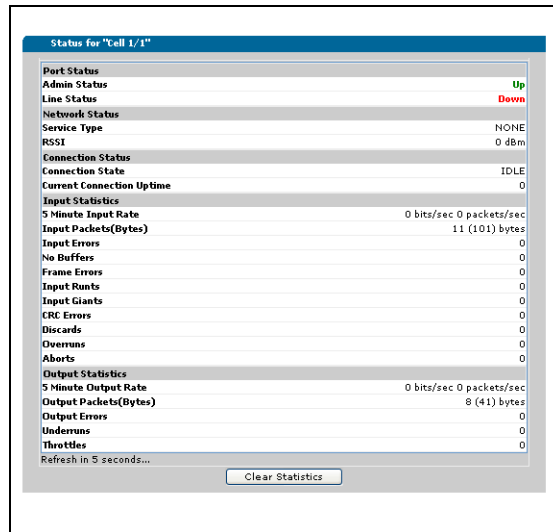 Status for "Cell 1/1"
Port Status
Admin Status Up
Line Status Down
Network Status
Service Type NONE
RSSI 0 dBm
Connection Status
Connection State IDLE
Current Connection Uptime 0
Input Statistics
5 Minute Input Rate 0 bits/sec 0 packets/sec
Input Packets(Bytes) 11 (101) bytes
Input Errors 0
No Buffers 0
Frame Errors 0
Input Runts 0
Input Giants 0
CRC Errors 0
Discards 0
Overruns 0
Aborts 0
Output Statistics
5 Minute Output Rate 0 bits/sec 0 packets/sec
Output Packets(Bytes) 8 (41) bytes
Output Errors 0
Underruns 0
Throttles 0
Refresh in 5 seconds...
Clear Statistics